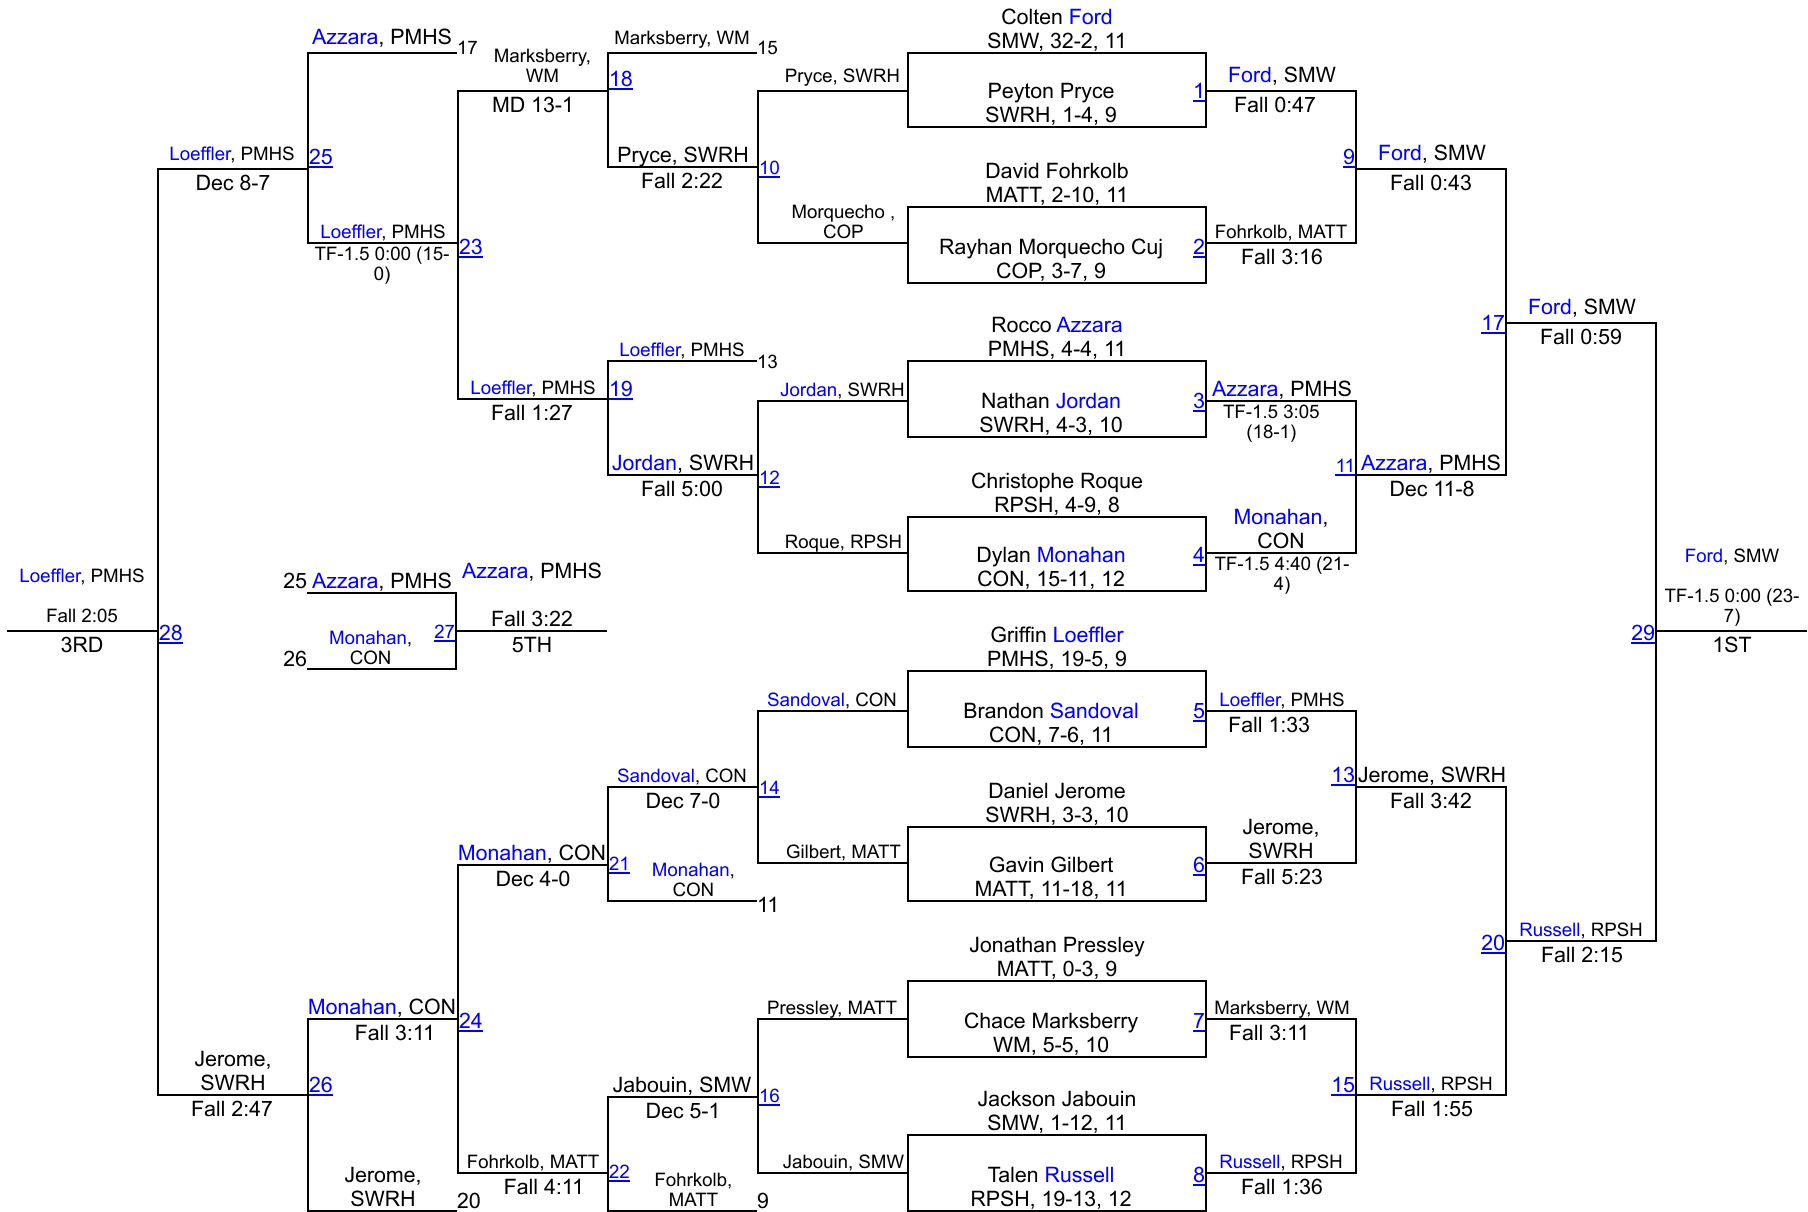 Colten Ford
SMW, 32-2, 11
Peyton Pryce
SWRH, 1-4, 9
1
David Fohrkolb
MATT, 2-10, 11
Rayhan Morquecho Cuj
COP, 3-7, 9
2
Rocco Azzara
PMHS, 4-4, 11
Nathan Jordan
SWRH, 4-3, 10
3
Christophe Roque
RPSH, 4-9, 8
Dylan Monahan
CON, 15-11, 12
4
Griffin Loeffler
PMHS, 19-5, 9
Brandon Sandoval
CON, 7-6, 11
5
Daniel Jerome
SWRH, 3-3, 10
Gavin Gilbert
MATT, 11-18, 11
6
Jonathan Pressley
MATT, 0-3, 9
Chace Marksberry
WM, 5-5, 10
7
Jackson Jabouin
SMW, 1-12, 11
Talen Russell
RPSH, 19-13, 12
8
Ford, SMW
Fall 0:47
9
Fohrkolb, MATT
Fall 3:16
Azzara, PMHS
TF-1.5 3:05
(18-1)
11
Monahan,
CON
TF-1.5 4:40 (21-
4)
Loeffler, PMHS
Fall 1:33
13
Jerome,
SWRH
Fall 5:23
Marksberry, WM
Fall 3:11
15
Russell, RPSH
Fall 1:36
Ford, SMW
Fall 0:43
17
Azzara, PMHS
Dec 11-8
Jerome, SWRH
Fall 3:42
20
Russell, RPSH
Fall 1:55
Ford, SMW
Fall 0:59
29
Russell, RPSH
Fall 2:15
Ford, SMW
TF-1.5 0:00 (23-
7)
1ST
Pryce, SWRH
10
Morquecho ,
COP
Jordan, SWRH
12
Roque, RPSH
Sandoval, CON
14
Gilbert, MATT
Pressley, MATT
16
Jabouin, SMW
Marksberry, WM
15
18
Pryce, SWRH
Fall 2:22
Loeffler, PMHS
13
19
Jordan, SWRH
Fall 5:00
Sandoval, CON
Dec 7-0
21
Monahan,
CON
11
Jabouin, SMW
Dec 5-1
22
Fohrkolb,
MATT
9
Marksberry,
WM
MD 13-1
23
Loeffler, PMHS
Fall 1:27
Monahan, CON
Dec 4-0
24
Fohrkolb, MATT
Fall 4:11
Azzara, PMHS
17
25
Loeffler, PMHS
TF-1.5 0:00 (15-
0)
25
Azzara, PMHS
Azzara, PMHS
Fall 3:22
27
5TH
26
Monahan,
CON
Monahan, CON
Fall 3:11
26
Jerome,
SWRH
20
Loeffler, PMHS
Dec 8-7
28
Jerome,
SWRH
Fall 2:47
Loeffler, PMHS
Fall 2:05
3RD